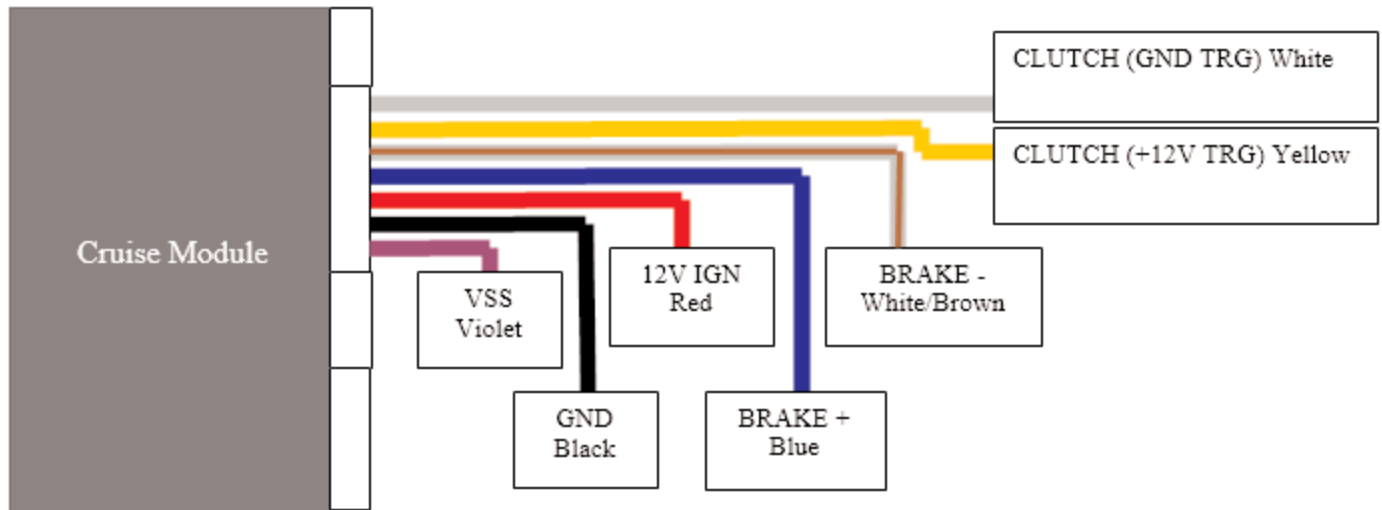 CLUTCH (GND TRG) White
CLUTCH (+12V TRG) Yellow
Cruise Module
12V IGN
Red
BRAKE -
White/Brown
VSS
Violet
GND
Black
BRAKE +
Blue